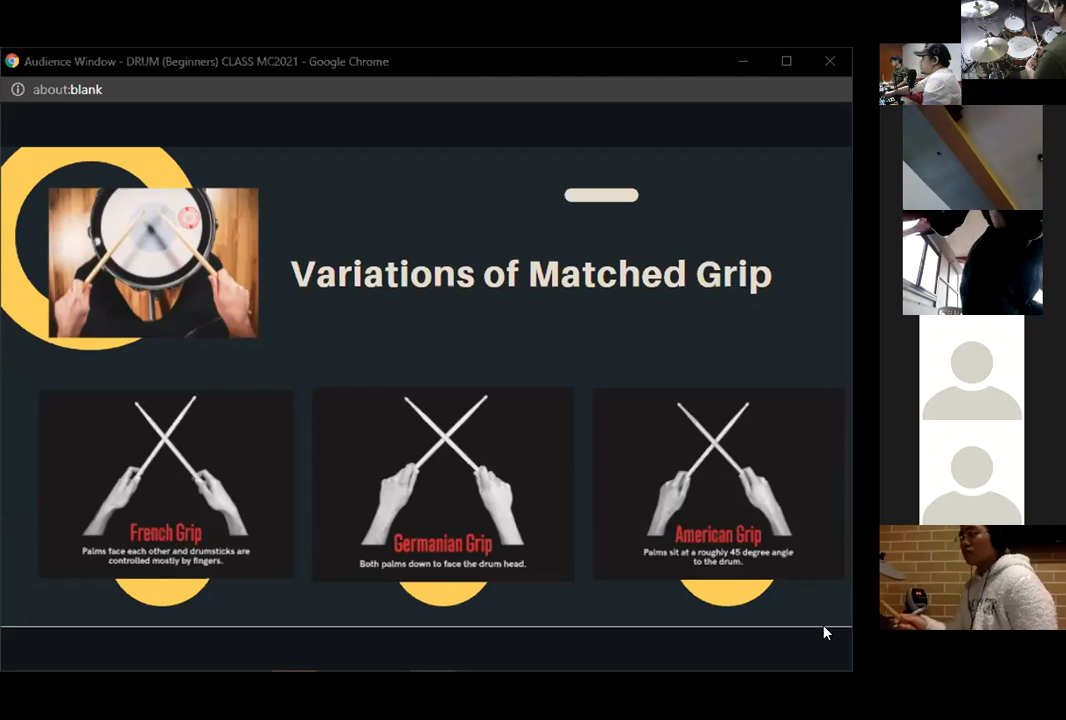 Audience Window - DRUM (Beginners) CLASS MC2021 - Google Chrome
about:blank
Variations of Matched Grip
French Grip
Palms face each other and drumsticks are
controlled mostly by fingers.
Germanian Grip
Both palms down to face the drum head.
American Grip
Palms sit at a roughly 45 degree angle
to the drum.